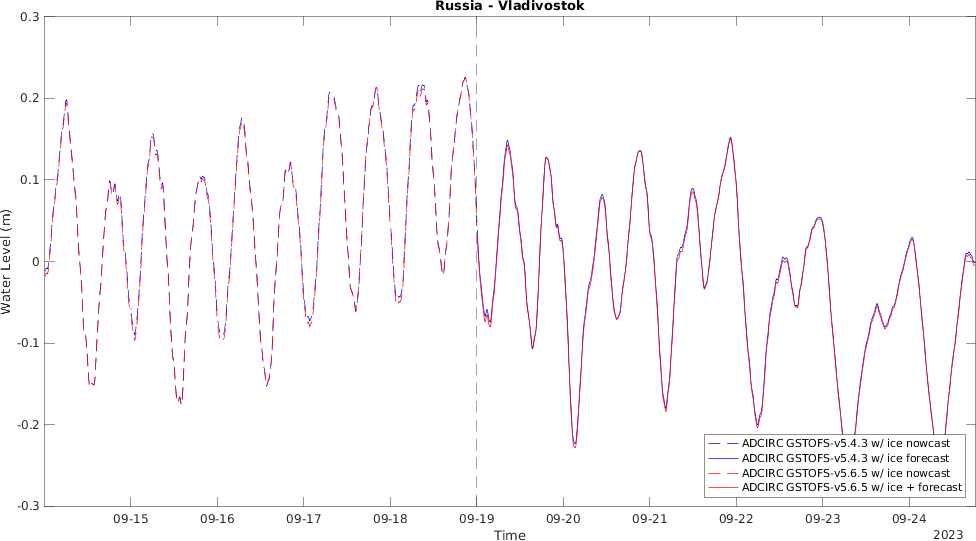 Russia - Vladivostok
0.3
0.2
0.1
0
-0.1
-0.2
-0.3
Water Level (m)
09-15 09-16 09-17 09-18 09-19 09-20 09-21 09-22 09-23 09-24
Time
2023
ADCIRC GSTOFS-v5.4.3 w/ ice nowcast
ADCIRC GSTOFS-v5.4.3 w/ ice forecast
ADCIRC GSTOFS-v5.6.5 w/ ice nowcast
ADCIRC GSTOFS-v5.6.5 w/ ice + forecast